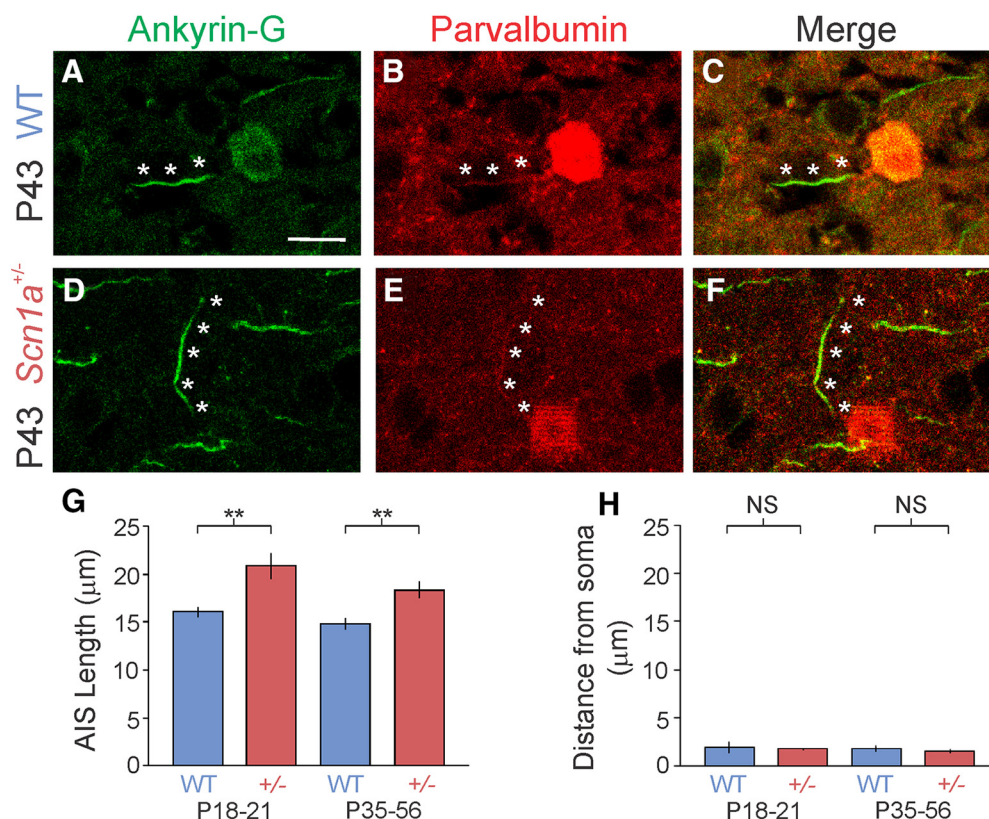 Ankyrin-G Parvalbumin Merge
P43 WT
A B C
* * * * * * * * *
P43 Scn1a+/-
D E F
* * * * * * * * * * * * * * *
G
** **
AIS Length (μm)
25
20
15
10
5
0
WT +/- WT +/-
P18-21 P35-56
H
NS NS
Distance from soma
(μm)
25
20
15
10
5
0
WT +/- WT +/-
P18-21 P35-56